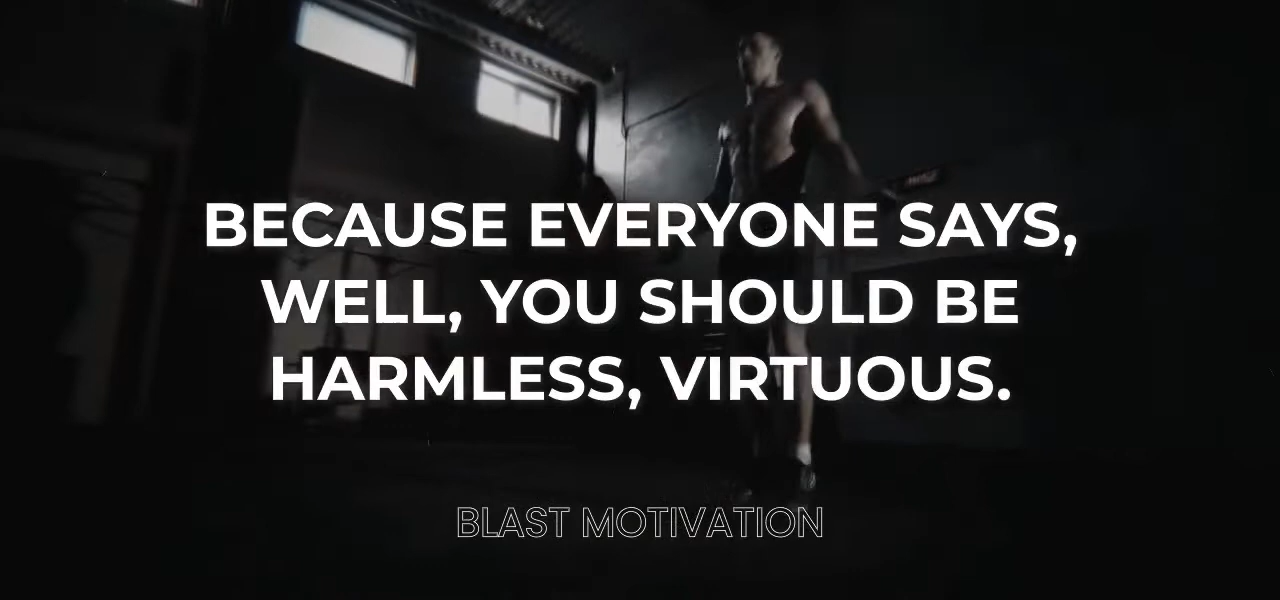 BECAUSE EVERYONE SAYS,
WELL, YOU SHOULD BE
HARMLESS, VIRTUOUS.
BLAST MOTIVATION